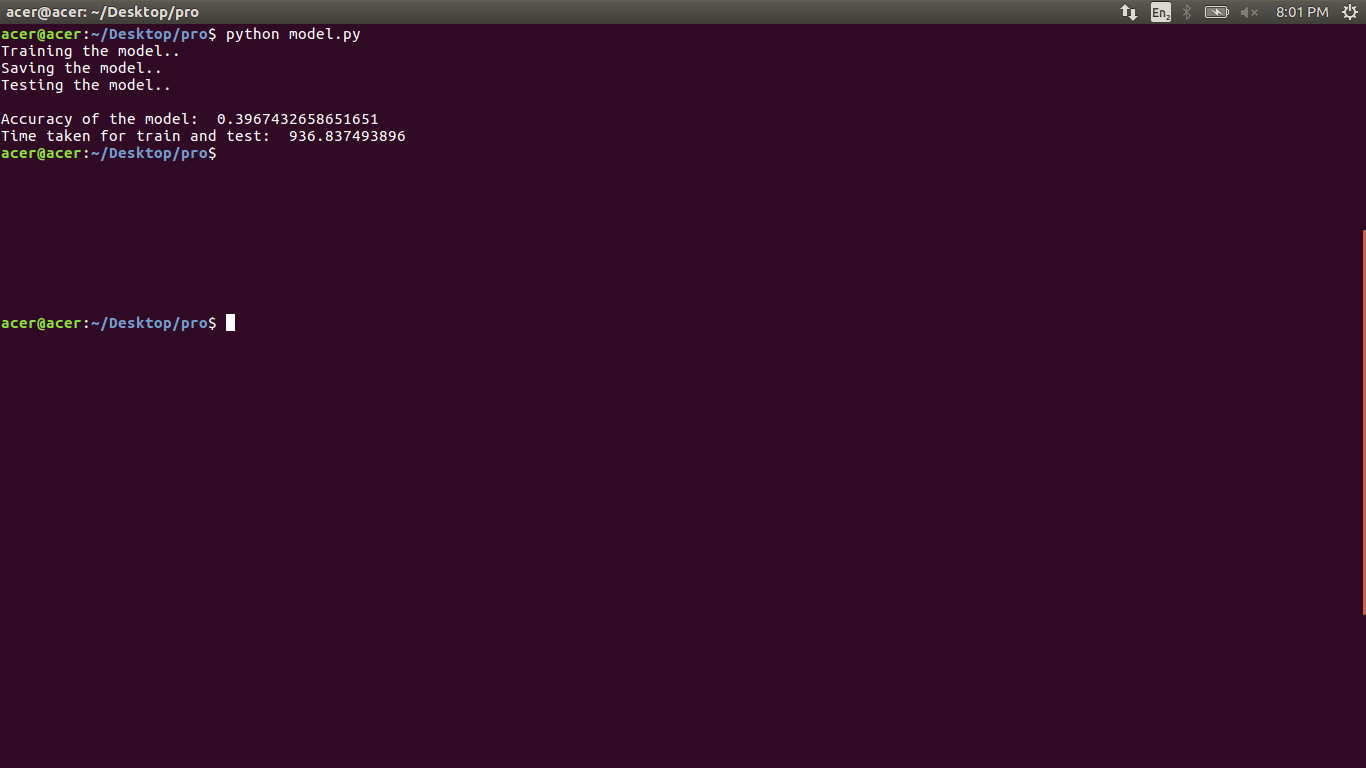 acer@acer: ~/Desktop/pro
En2
8:01 PM
acer@acer:~/Desktop/pro$ python model.py
Training the model..
Saving the model..
Testing the model..
Accuracy of the model:  0.3967432658651651
Time taken for train and test:  936.837493896
acer@acer:~/Desktop/pro$
acer@acer:~/Desktop/pro$